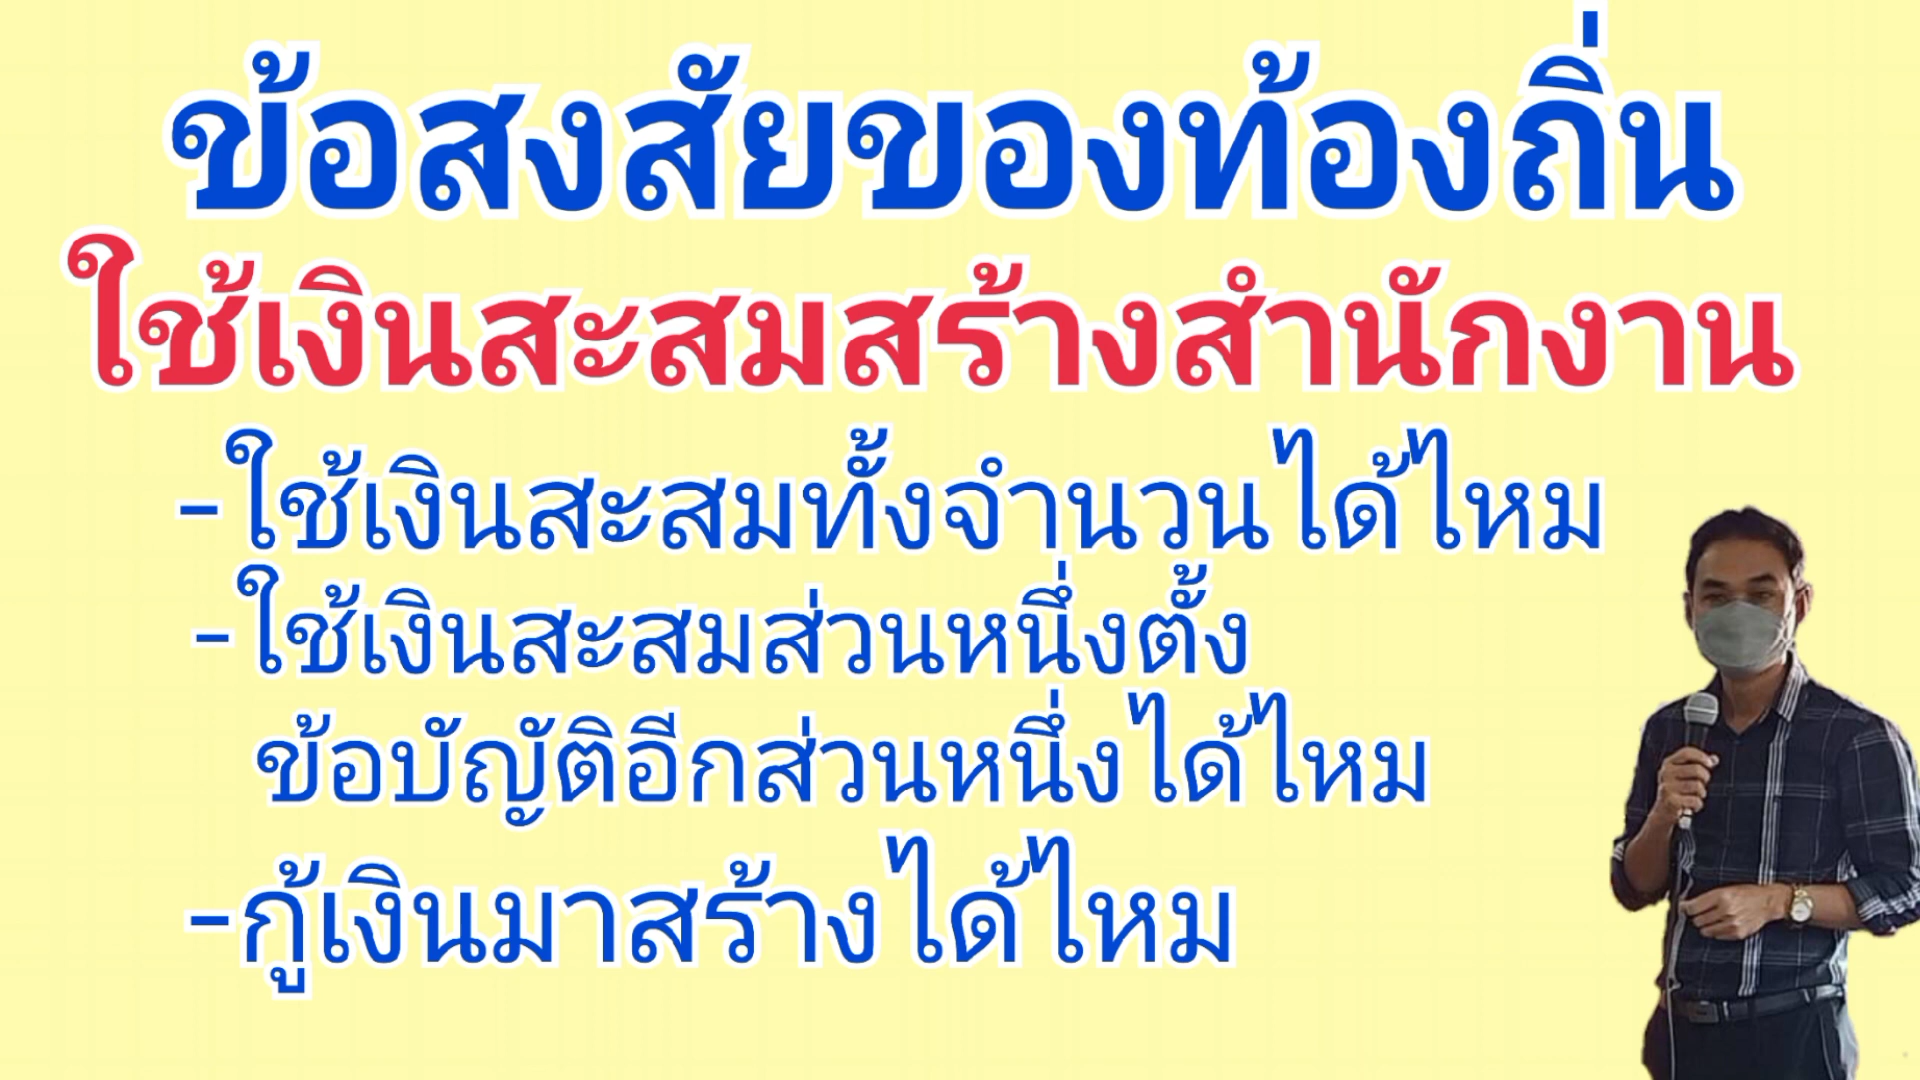 ข้อสงสัยของท้องถิ่น
ใช้เงินสะสมสร้างสำนักงาน
-ใช้เงินสะสมทั้งจำนวนได้ไหม
-ใช้เงินสะสมส่วนหนึ่งตั้ง
ข้อบัญญัติอีกส่วนหนึ่งได้ไหม
-กู้เงินมาสร้างได้ไหม